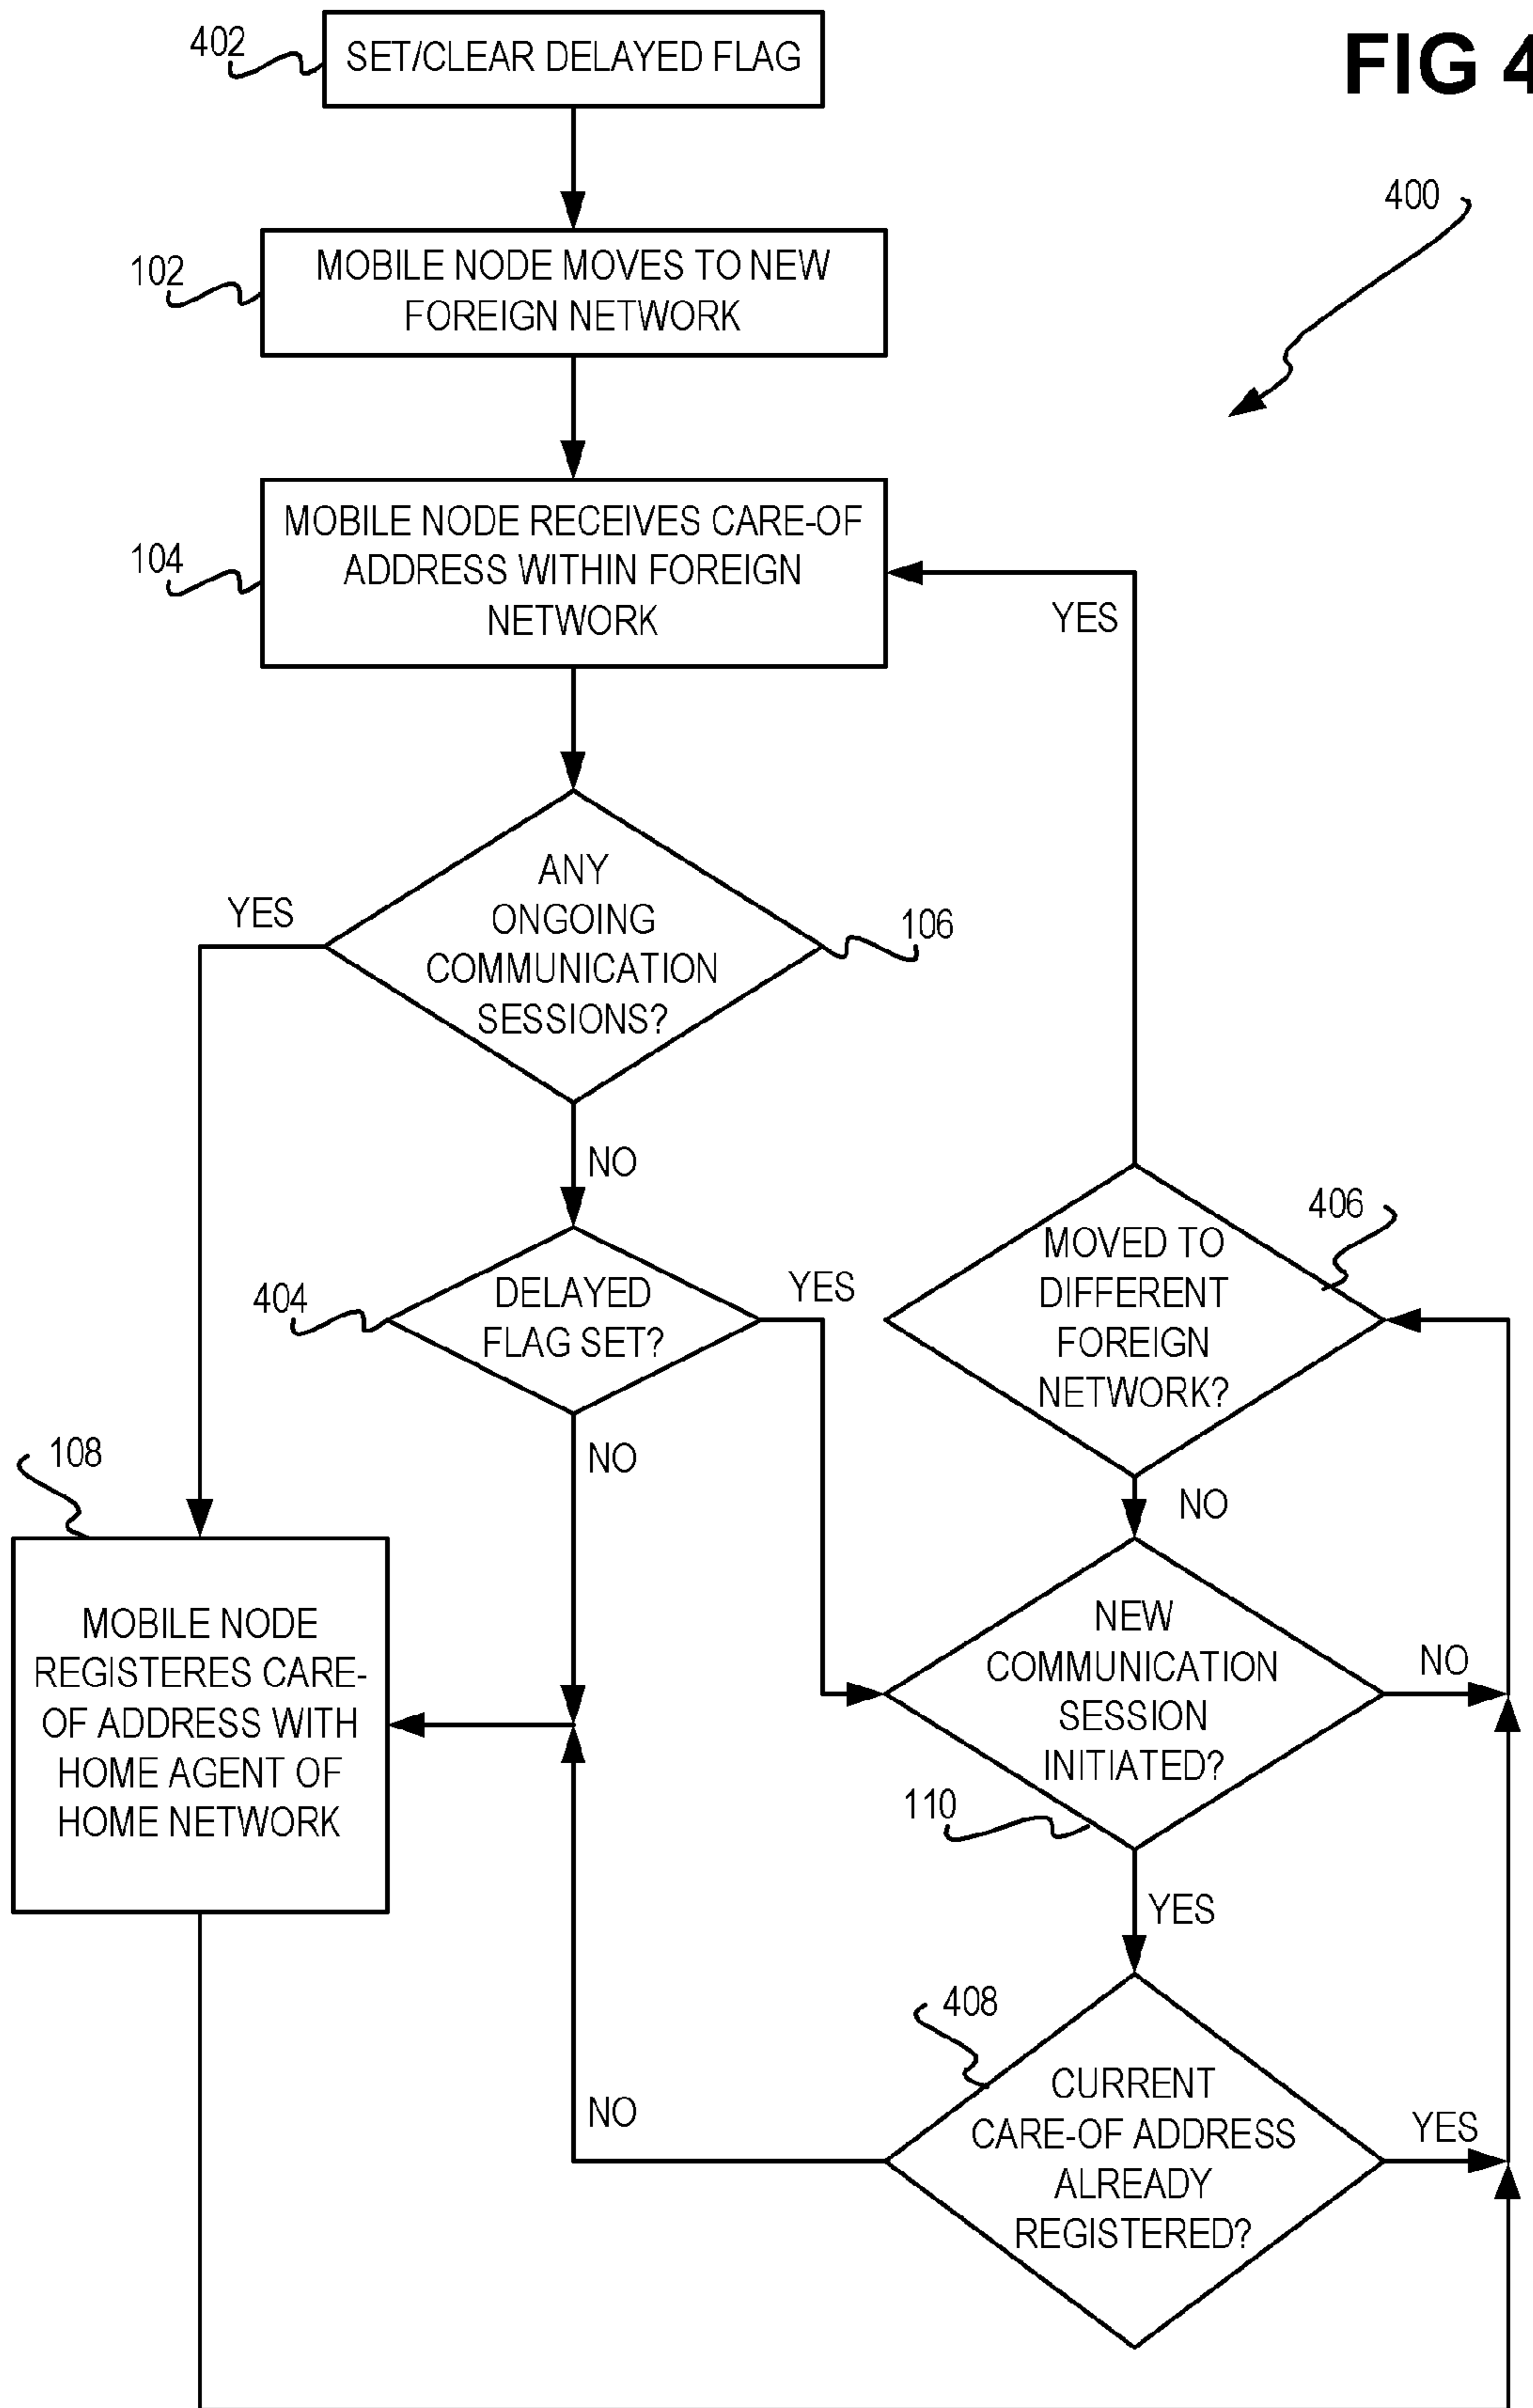 FIG 4
402
SET/CLEAR DELAYED FLAG
400
102
MOBILE NODE MOVES TO NEW
FOREIGN NETWORK
104
MOBILE NODE RECEIVES CARE-OF
ADDRESS WITHIN FOREIGN
NETWORK
YES
ANY
ONGOING
COMMUNICATION
SESSIONS?
YES
106
NO
404
DELAYED
FLAG SET?
YES
NO
406
MOVED TO
DIFFERENT
FOREIGN
NETWORK?
NO
108
MOBILE NODE
REGISTERES CARE-
OF ADDRESS WITH
HOME AGENT OF
HOME NETWORK
NEW
COMMUNICATION
SESSION
INITIATED?
NO
110
YES
408
CURRENT
CARE-OF ADDRESS
ALREADY
REGISTERED?
NO
YES